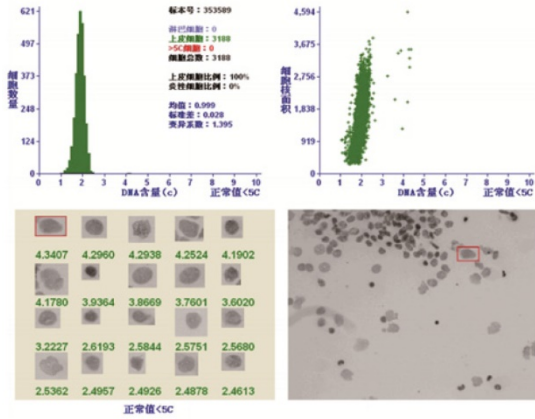 621
497
373
248
124
0
细胞数量
0 1 2 3 4 5 6 7 8 9 10
DNA含量(c) 正常值<5C
标本号：353589
淋巴细胞：0
上皮细胞：3188
>5C细胞：0
细胞总数：3188
上皮细胞比例：100%
炎性细胞比例：0%
均值：0.999
标准差：0.028
变异系数：1.395
4,594
3,675
2,756
1,838
919
0
细胞核面积
0 1 2 3 4 5 6 7 8 9 10
DNA含量(c) 正常值<5C
4.3407 4.2960 4.2938 4.2524 4.1902
4.1780 3.9364 3.8669 3.7601 3.6020
3.2227 2.6193 2.5844 2.5751 2.5680
2.5362 2.4957 2.4926 2.4878 2.4613
正常值<5C